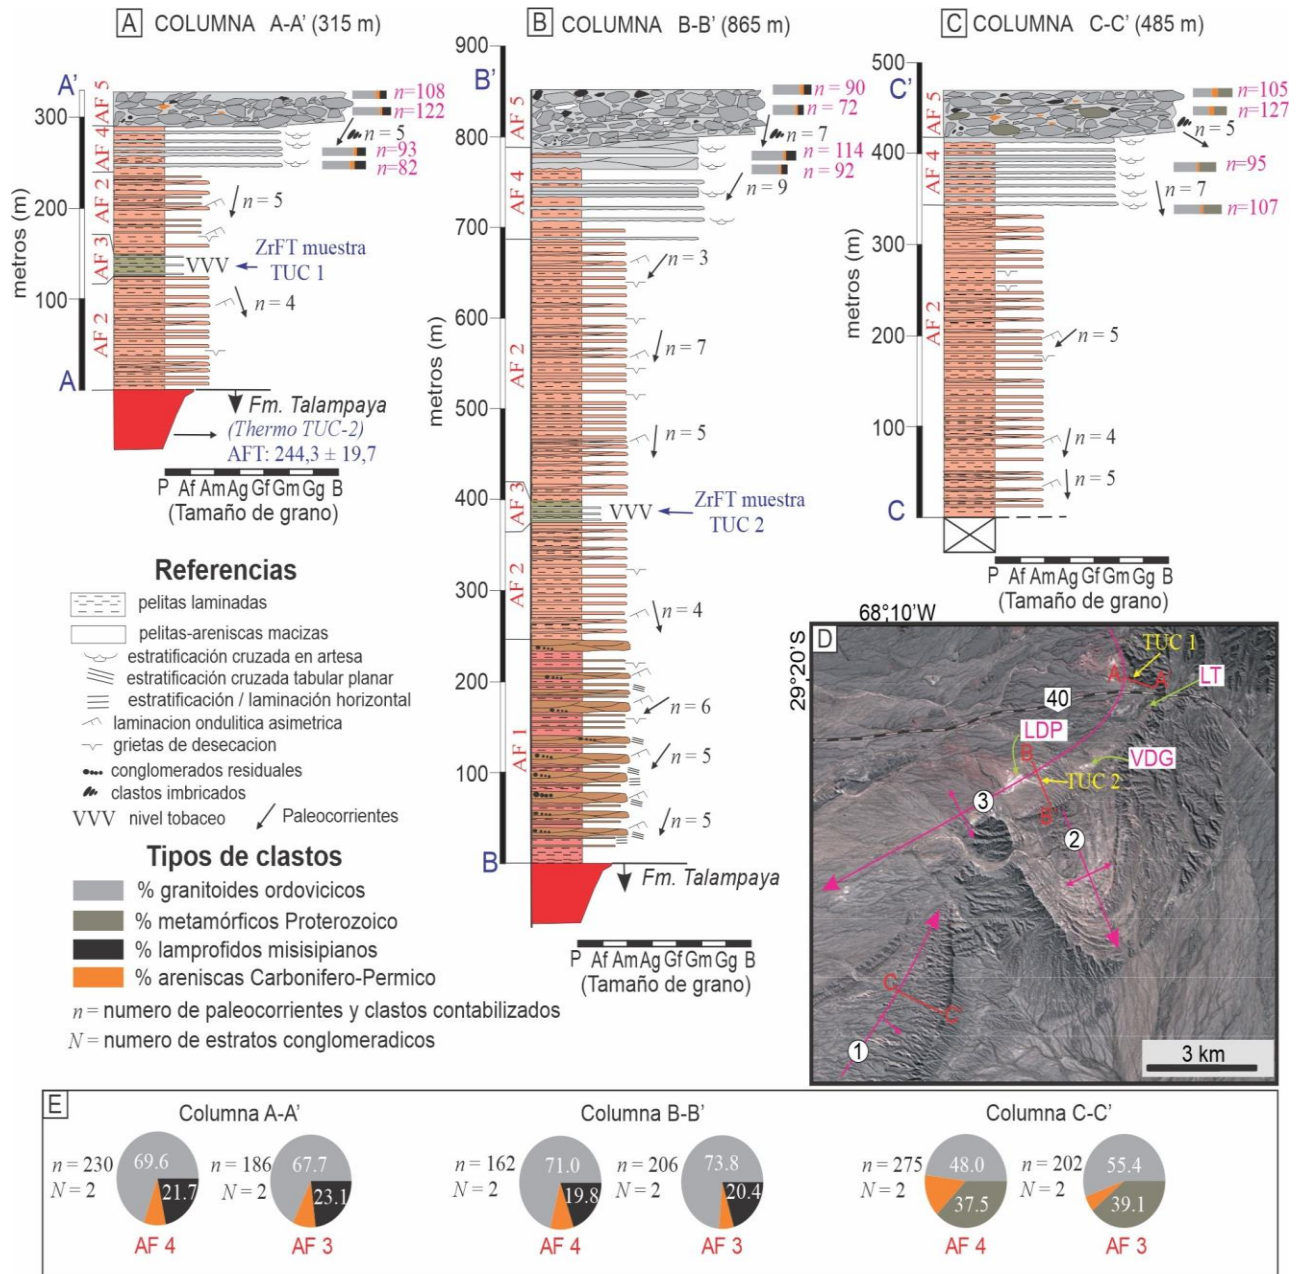 A COLUMNA A-A' (315 m)
A'
300
200
100
metros (m)
A
AF 5
AF 4
AF 2
AF 3
AF 2
n=108
n=122
n = 5
n=93
n=82
n = 5
VVV
ZrFT muestra
TUC 1
n = 4
Fm. Talampaya
(Thermo TUC-2)
AFT: 244,3 ± 19,7
P Af Am Ag Gf Gm Gg B
(Tamaño de grano)
B COLUMNA B-B' (865 m)
900
B'
800
700
600
500
400
300
200
100
metros (m)
B
AF 5
AF 4
AF 2
AF 3
AF 2
AF 1
n= 90
n= 72
n= 7
n= 114
n= 92
n= 9
n= 3
n= 7
n= 5
VVV
ZrFT muestra
TUC 2
n= 4
n= 6
n= 5
n= 5
Fm. Talampaya
P Af Am Ag Gf Gm Gg B
(Tamaño de grano)
C COLUMNA C-C' (485 m)
500
C'
400
300
200
100
metros (m)
C
AF 5
AF 4
AF 2
n=105
n=127
n= 5
n=95
n= 7
n=107
n= 5
n= 4
n= 5
P Af Am Ag Gf Gm Gg B
(Tamaño de grano)
Referencias
pelitas laminadas
pelitas-areniscas macizas
estratificación cruzada en artesa
estratificación cruzada tabular planar
estratificación / laminación horizontal
laminacion ondulitica asimetrica
grietas de desecacion
conglomerados residuales
clastos imbricados
VVV nivel tobaceo
Paleocorrientes
Tipos de clastos
% granitoides ordovicicos
% metamórficos Proterozoico
% lamprofidos misisipianos
% areniscas Carbonifero-Permico
n = numero de paleocorrientes y clastos contabilizados
N = numero de estratos conglomeradicos
68°10'W
29°20'S
D
TUC 1
A
A'
LT
40
LDP
B
VDG
TUC 2
B'
3
2
C
C'
1
3 km
E
Columna A-A'
n = 230
N = 2
69.6
21.7
AF 4
n = 186
N = 2
67.7
23.1
AF 3
Columna B-B'
n = 162
N = 2
71.0
19.8
AF 4
n = 206
N = 2
73.8
20.4
AF 3
Columna C-C'
n = 275
N = 2
48.0
37.5
AF 4
n = 202
N = 2
55.4
39.1
AF 3